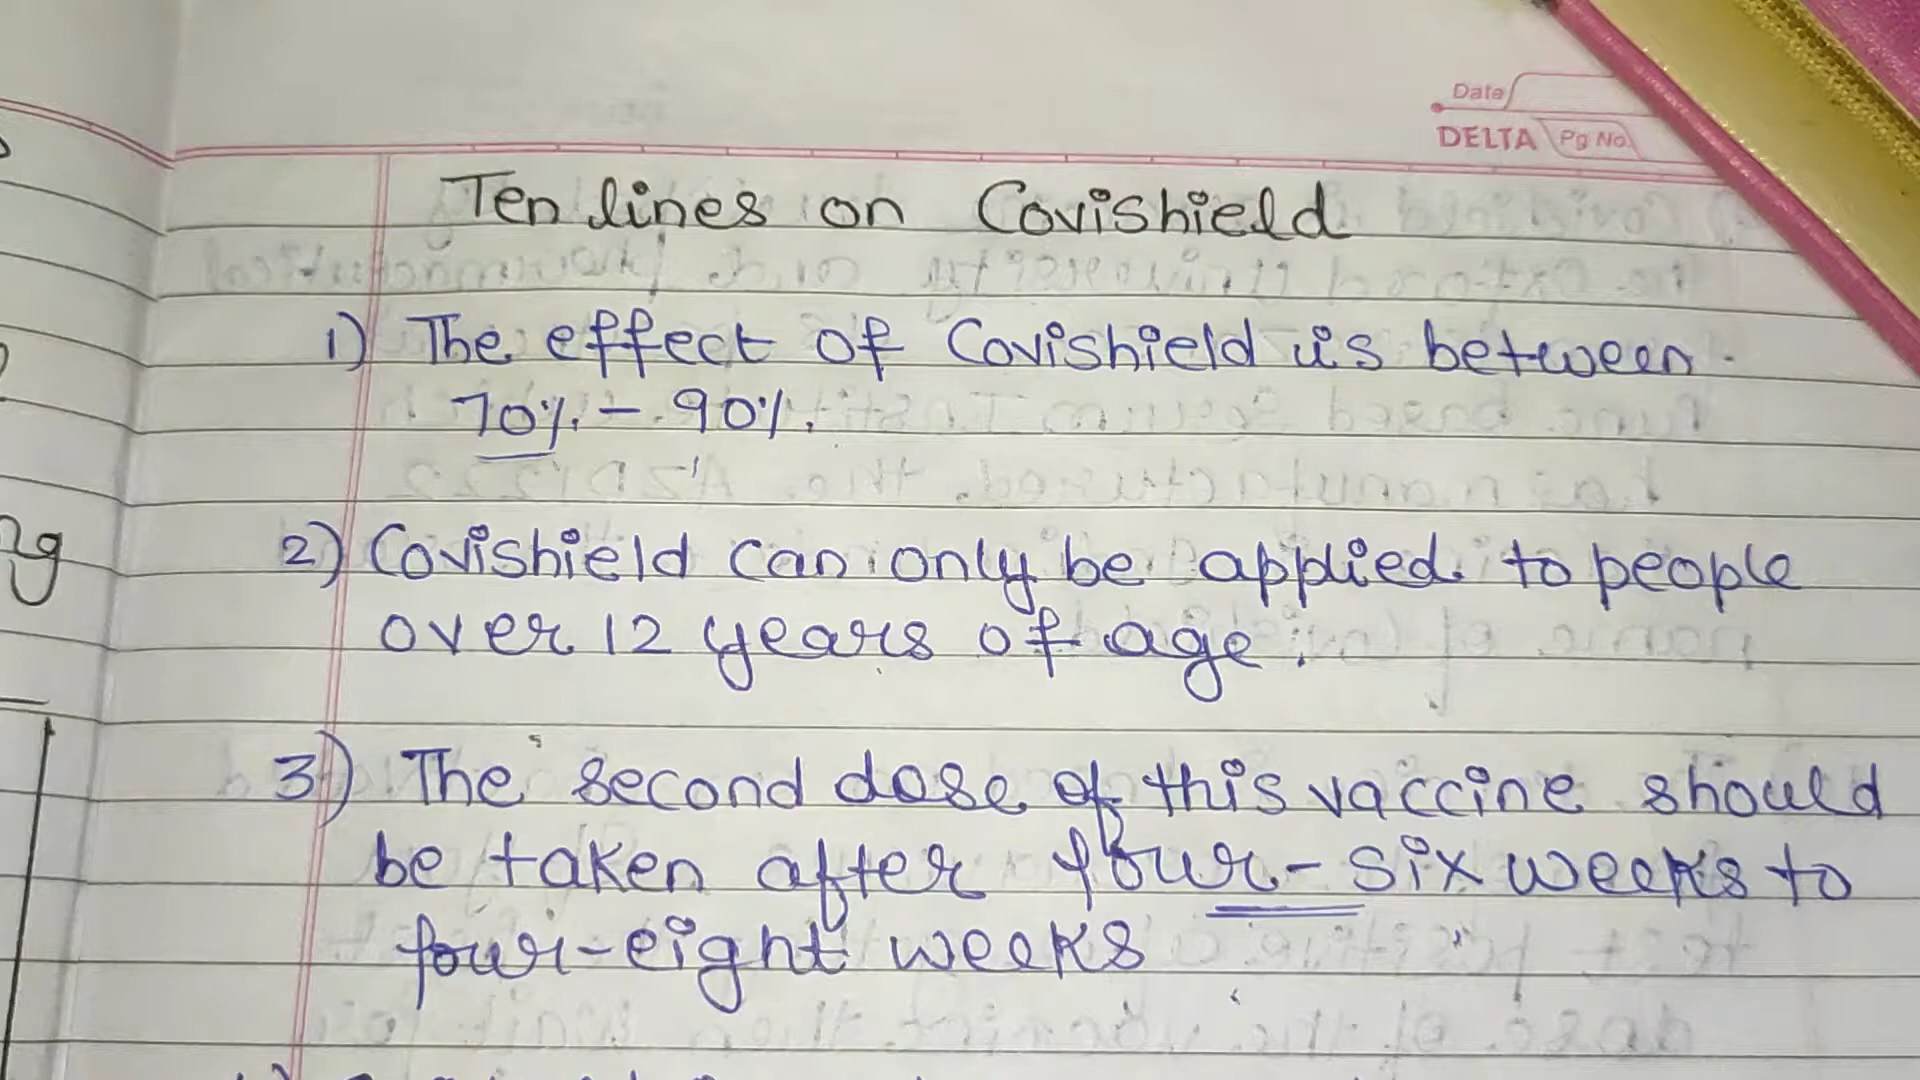 Date
DELTA Pg No.
Ten lines on Covishield
1) The effect of Covishield is between
70% - 90%.
2) Covishield can only be applied to people
over 12 years of age.
3) The second dose of this vaccine should
be taken after four-six weeks to
four-eight weeks